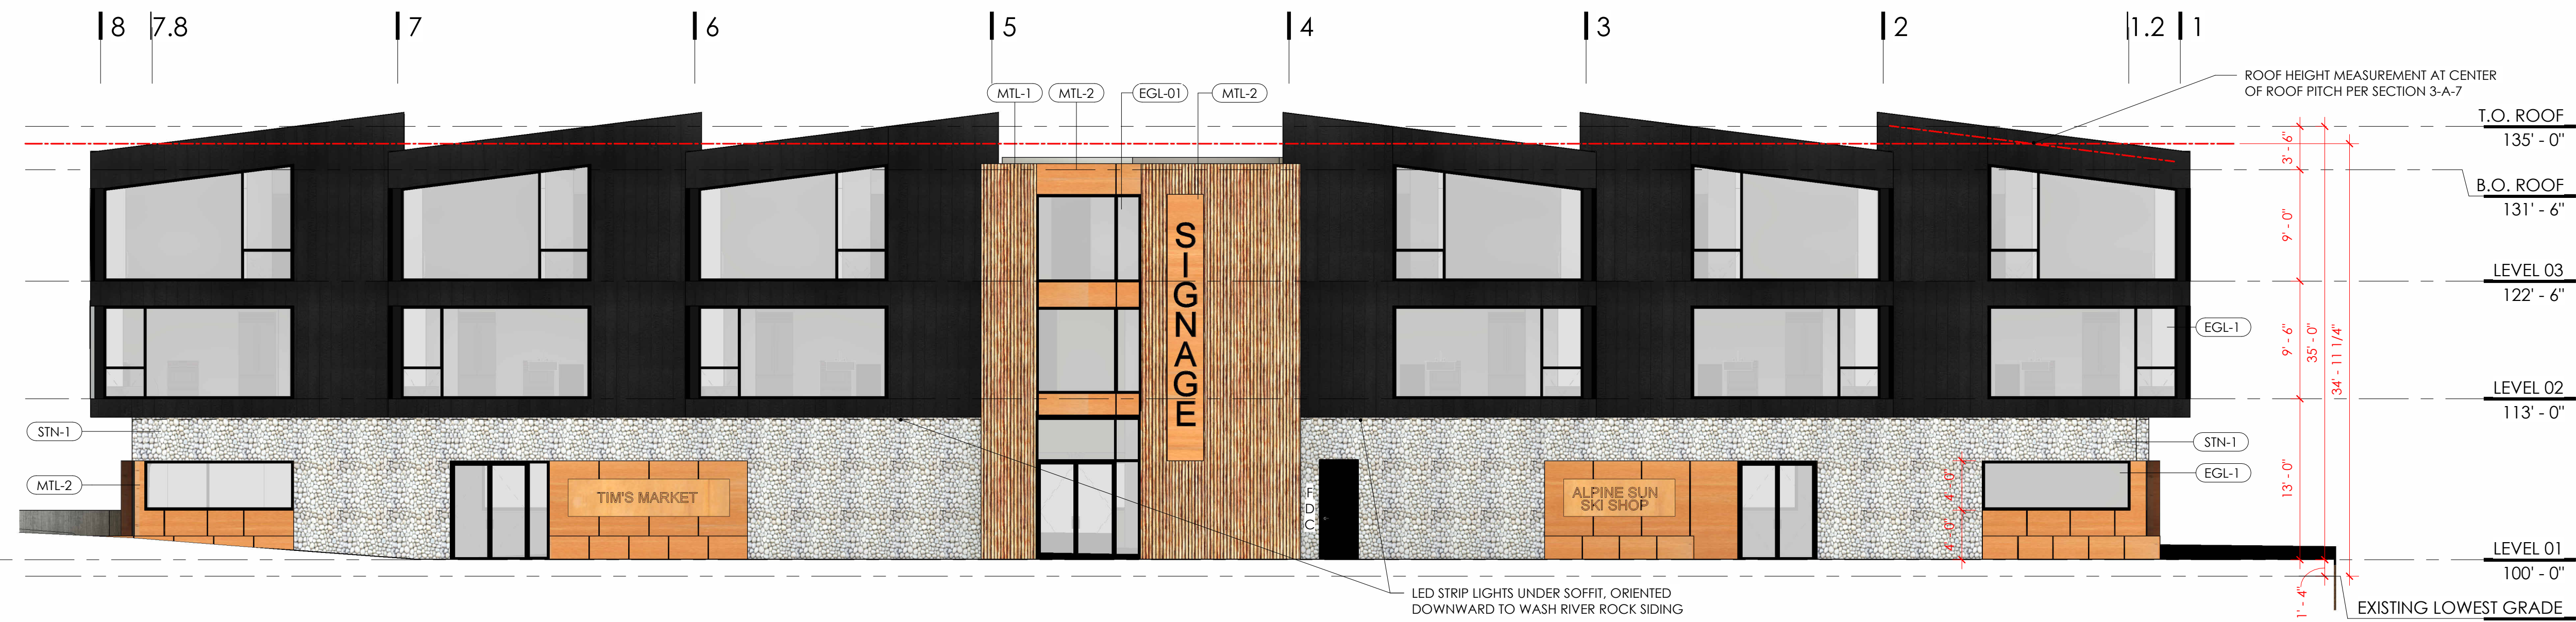 8 7.8 7 6 5 4 3 2 1.2 1
ROOF HEIGHT MEASUREMENT AT CENTER
OF ROOF PITCH PER SECTION 3-A-7
MTL-1 MTL-2 EGL-01 MTL-2
T.O. ROOF
135' - 0"
3' - 6"
B.O. ROOF
131' - 6"
9' - 0"
SIGNAGE
LEVEL 03
122' - 6"
EGL-1
9' - 6"
35' - 0"
34' - 11 1/4"
LEVEL 02
113' - 0"
STN-1
STN-1
MTL-2
EGL-1
TIM'S MARKET
FDC
ALPINE SUN
SKI SHOP
4' - 0"
4' - 0"
13' - 0"
LEVEL 01
100' - 0"
LED STRIP LIGHTS UNDER SOFFIT, ORIENTED
DOWNWARD TO WASH RIVER ROCK SIDING
1' - 4"
EXISTING LOWEST GRADE